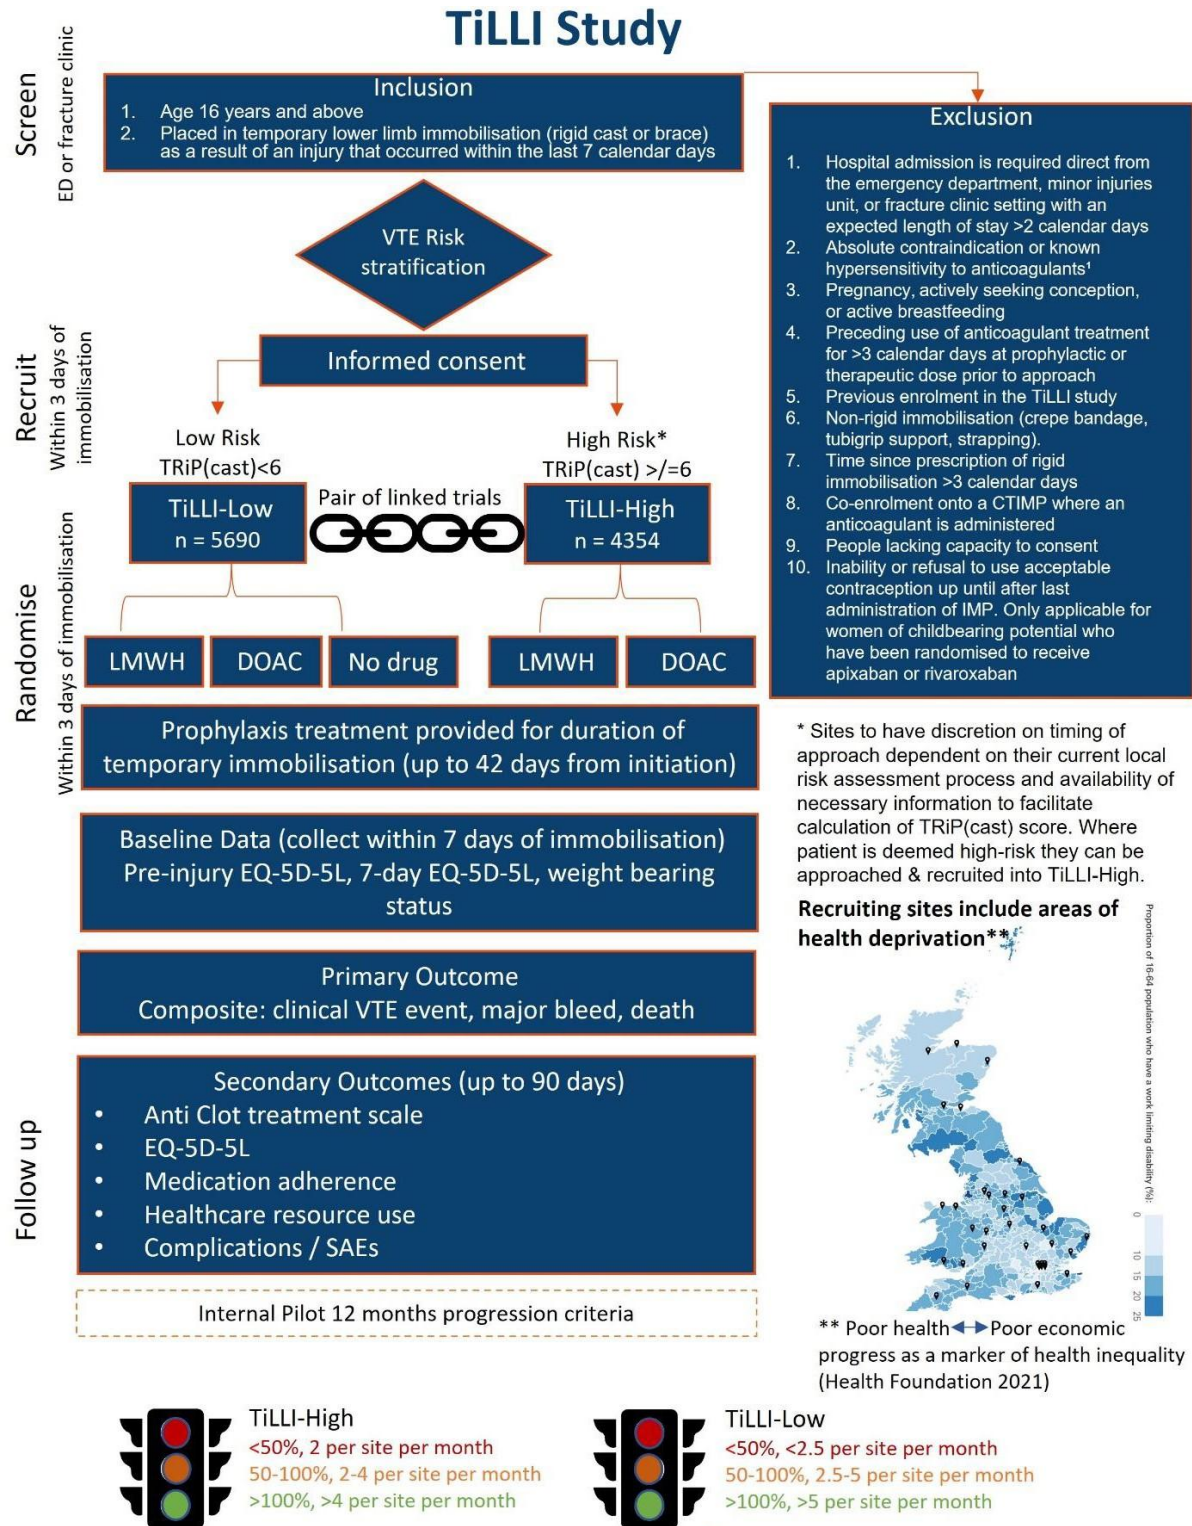 TiLLI Study
Screen
ED or fracture clinic
Inclusion
1. Age 16 years and above
2. Placed in temporary lower limb immobilisation (rigid cast or brace)
as a result of an injury that occurred within the last 7 calendar days
Exclusion
1. Hospital admission is required direct from
the emergency department, minor injuries
unit, or fracture clinic setting with an
expected length of stay >2 calendar days
2. Absolute contraindication or known
hypersensitivity to anticoagulants¹
3. Pregnancy, actively seeking conception,
or active breastfeeding
4. Preceding use of anticoagulant treatment
for >3 calendar days at prophylactic or
therapeutic dose prior to approach
5. Previous enrolment in the TiLLI study
6. Non-rigid immobilisation (crepe bandage,
tubigrip support, strapping).
7. Time since prescription of rigid
immobilisation >3 calendar days
8. Co-enrolment onto a CTIMP where an
anticoagulant is administered
9. People lacking capacity to consent
10. Inability or refusal to use acceptable
contraception up until after last
administration of IMP. Only applicable for
women of childbearing potential who
have been randomised to receive
apixaban or rivaroxaban
VTE Risk
stratification
Recruit
Within 3 days of
immobilisation
Informed consent
Low Risk
TRiP(cast)<6
High Risk*
TRiP(cast) >/=6
TiLLI-Low
n = 5690
Pair of linked trials
TiLLI-High
n = 4354
Randomise
Within 3 days of immobilisation
LMWH
DOAC
No drug
LMWH
DOAC
Prophylaxis treatment provided for duration of
temporary immobilisation (up to 42 days from initiation)
* Sites to have discretion on timing of
approach dependent on their current local
risk assessment process and availability of
necessary information to facilitate
calculation of TRiP(cast) score. Where
patient is deemed high-risk they can be
approached & recruited into TiLLI-High.
Baseline Data (collect within 7 days of immobilisation)
Pre-injury EQ-5D-5L, 7-day EQ-5D-5L, weight bearing
status
Primary Outcome
Composite: clinical VTE event, major bleed, death
Follow up
Secondary Outcomes (up to 90 days)
• Anti Clot treatment scale
• EQ-5D-5L
• Medication adherence
• Healthcare resource use
• Complications / SAEs
Internal Pilot 12 months progression criteria
Recruiting sites include areas of
health deprivation**
Proportion of 16-64 population who have a work limiting disability (%):
0
10
15
20
25
** Poor health Poor economic
progress as a marker of health inequality
(Health Foundation 2021)
TiLLI-High
<50%, 2 per site per month
50-100%, 2-4 per site per month
>100%, >4 per site per month
TiLLI-Low
<50%, <2.5 per site per month
50-100%, 2.5-5 per site per month
>100%, >5 per site per month